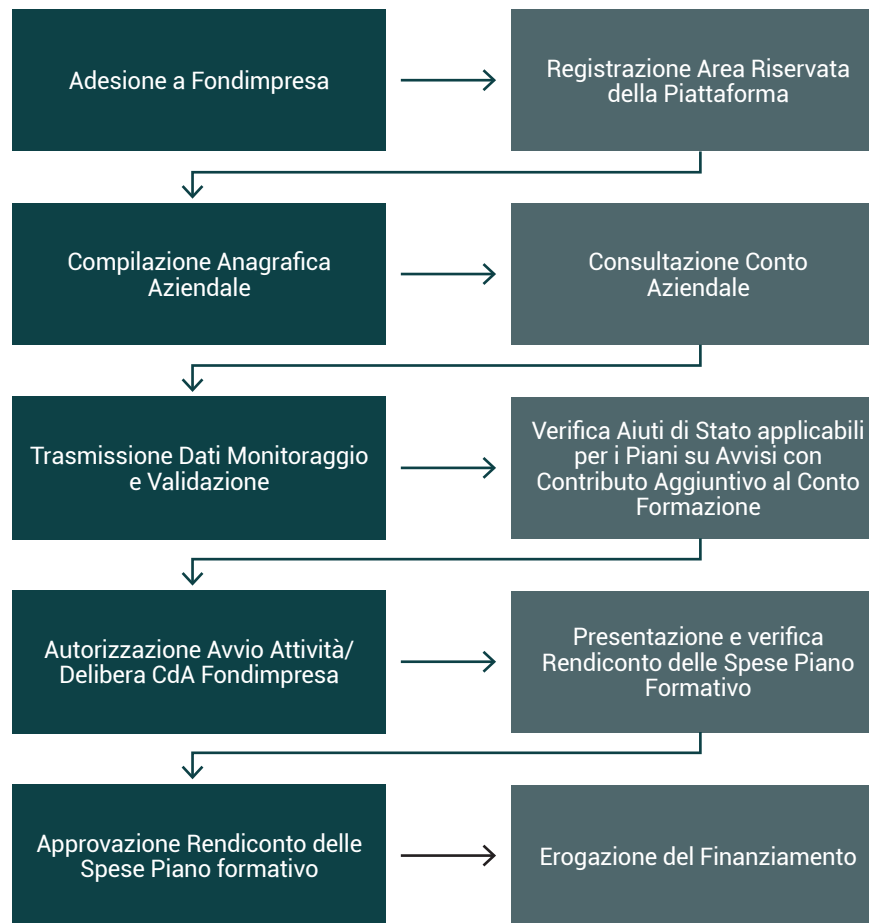 Adesione a Fondimpresa
Registrazione Area Riservata
della Piattaforma
Compilazione Anagrafica
Aziendale
Consultazione Conto
Aziendale
Trasmissione Dati Monitoraggio
e Validazione
Verifica Aiuti di Stato applicabili
per i Piani su Avvisi con
Contributo Aggiuntivo al Conto
Formazione
Autorizzazione Avvio Attività/
Delibera CdA Fondimpresa
Presentazione e verifica
Rendiconto delle Spese Piano
Formativo
Approvazione Rendiconto delle
Spese Piano formativo
Erogazione del Finanziamento